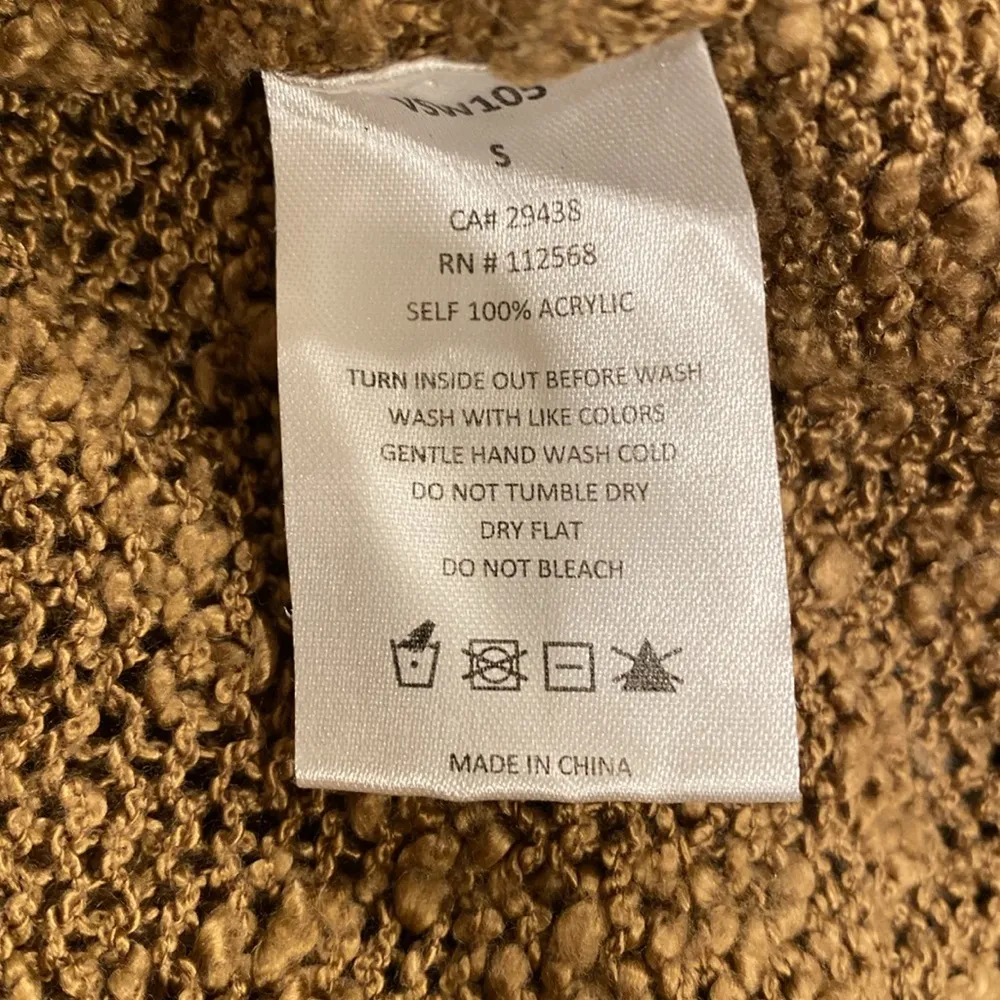 VSW105
S
CA# 29438
RN # 112568
SELF 100% ACRYLIC
TURN INSIDE OUT BEFORE WASH
WASH WITH LIKE COLORS
GENTLE HAND WASH COLD
DO NOT TUMBLE DRY
DRY FLAT
DO NOT BLEACH
MADE IN CHINA